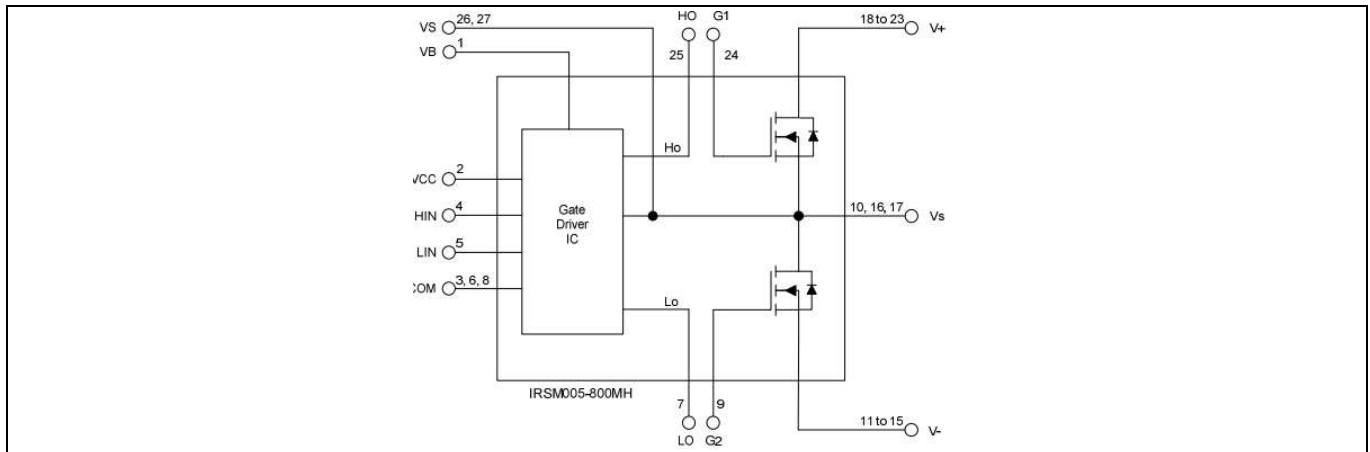 VS 26, 27
VB 1
HO G1
25 24
18 to 23 V+
Ho
VCC 2
HIN 4
LIN 5
COM 3, 6, 8
Gate
Driver
IC
10, 16, 17 Vs
Lo
IRSM005-800MH
7 9
LO G2
11 to 15 V-